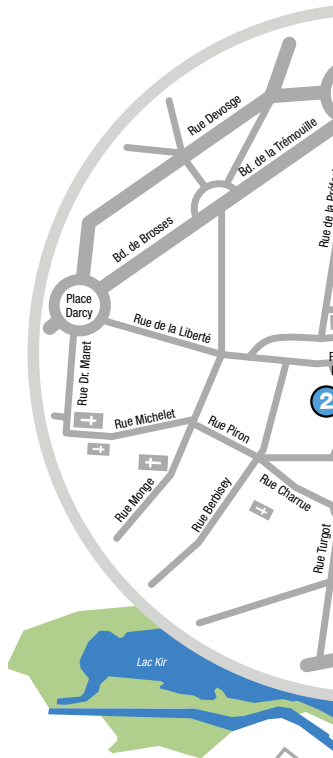 Rue Devosge
Bd. de la Trémouille
Bd. de Brosses
Place
Darcy
Rue de la Liberté
Rue Dr. Maret
Rue Michelet
Rue Piron
2
Rue Monge
Rue Berbisey
Rue Charrue
Rue Turgot
Lac Kir